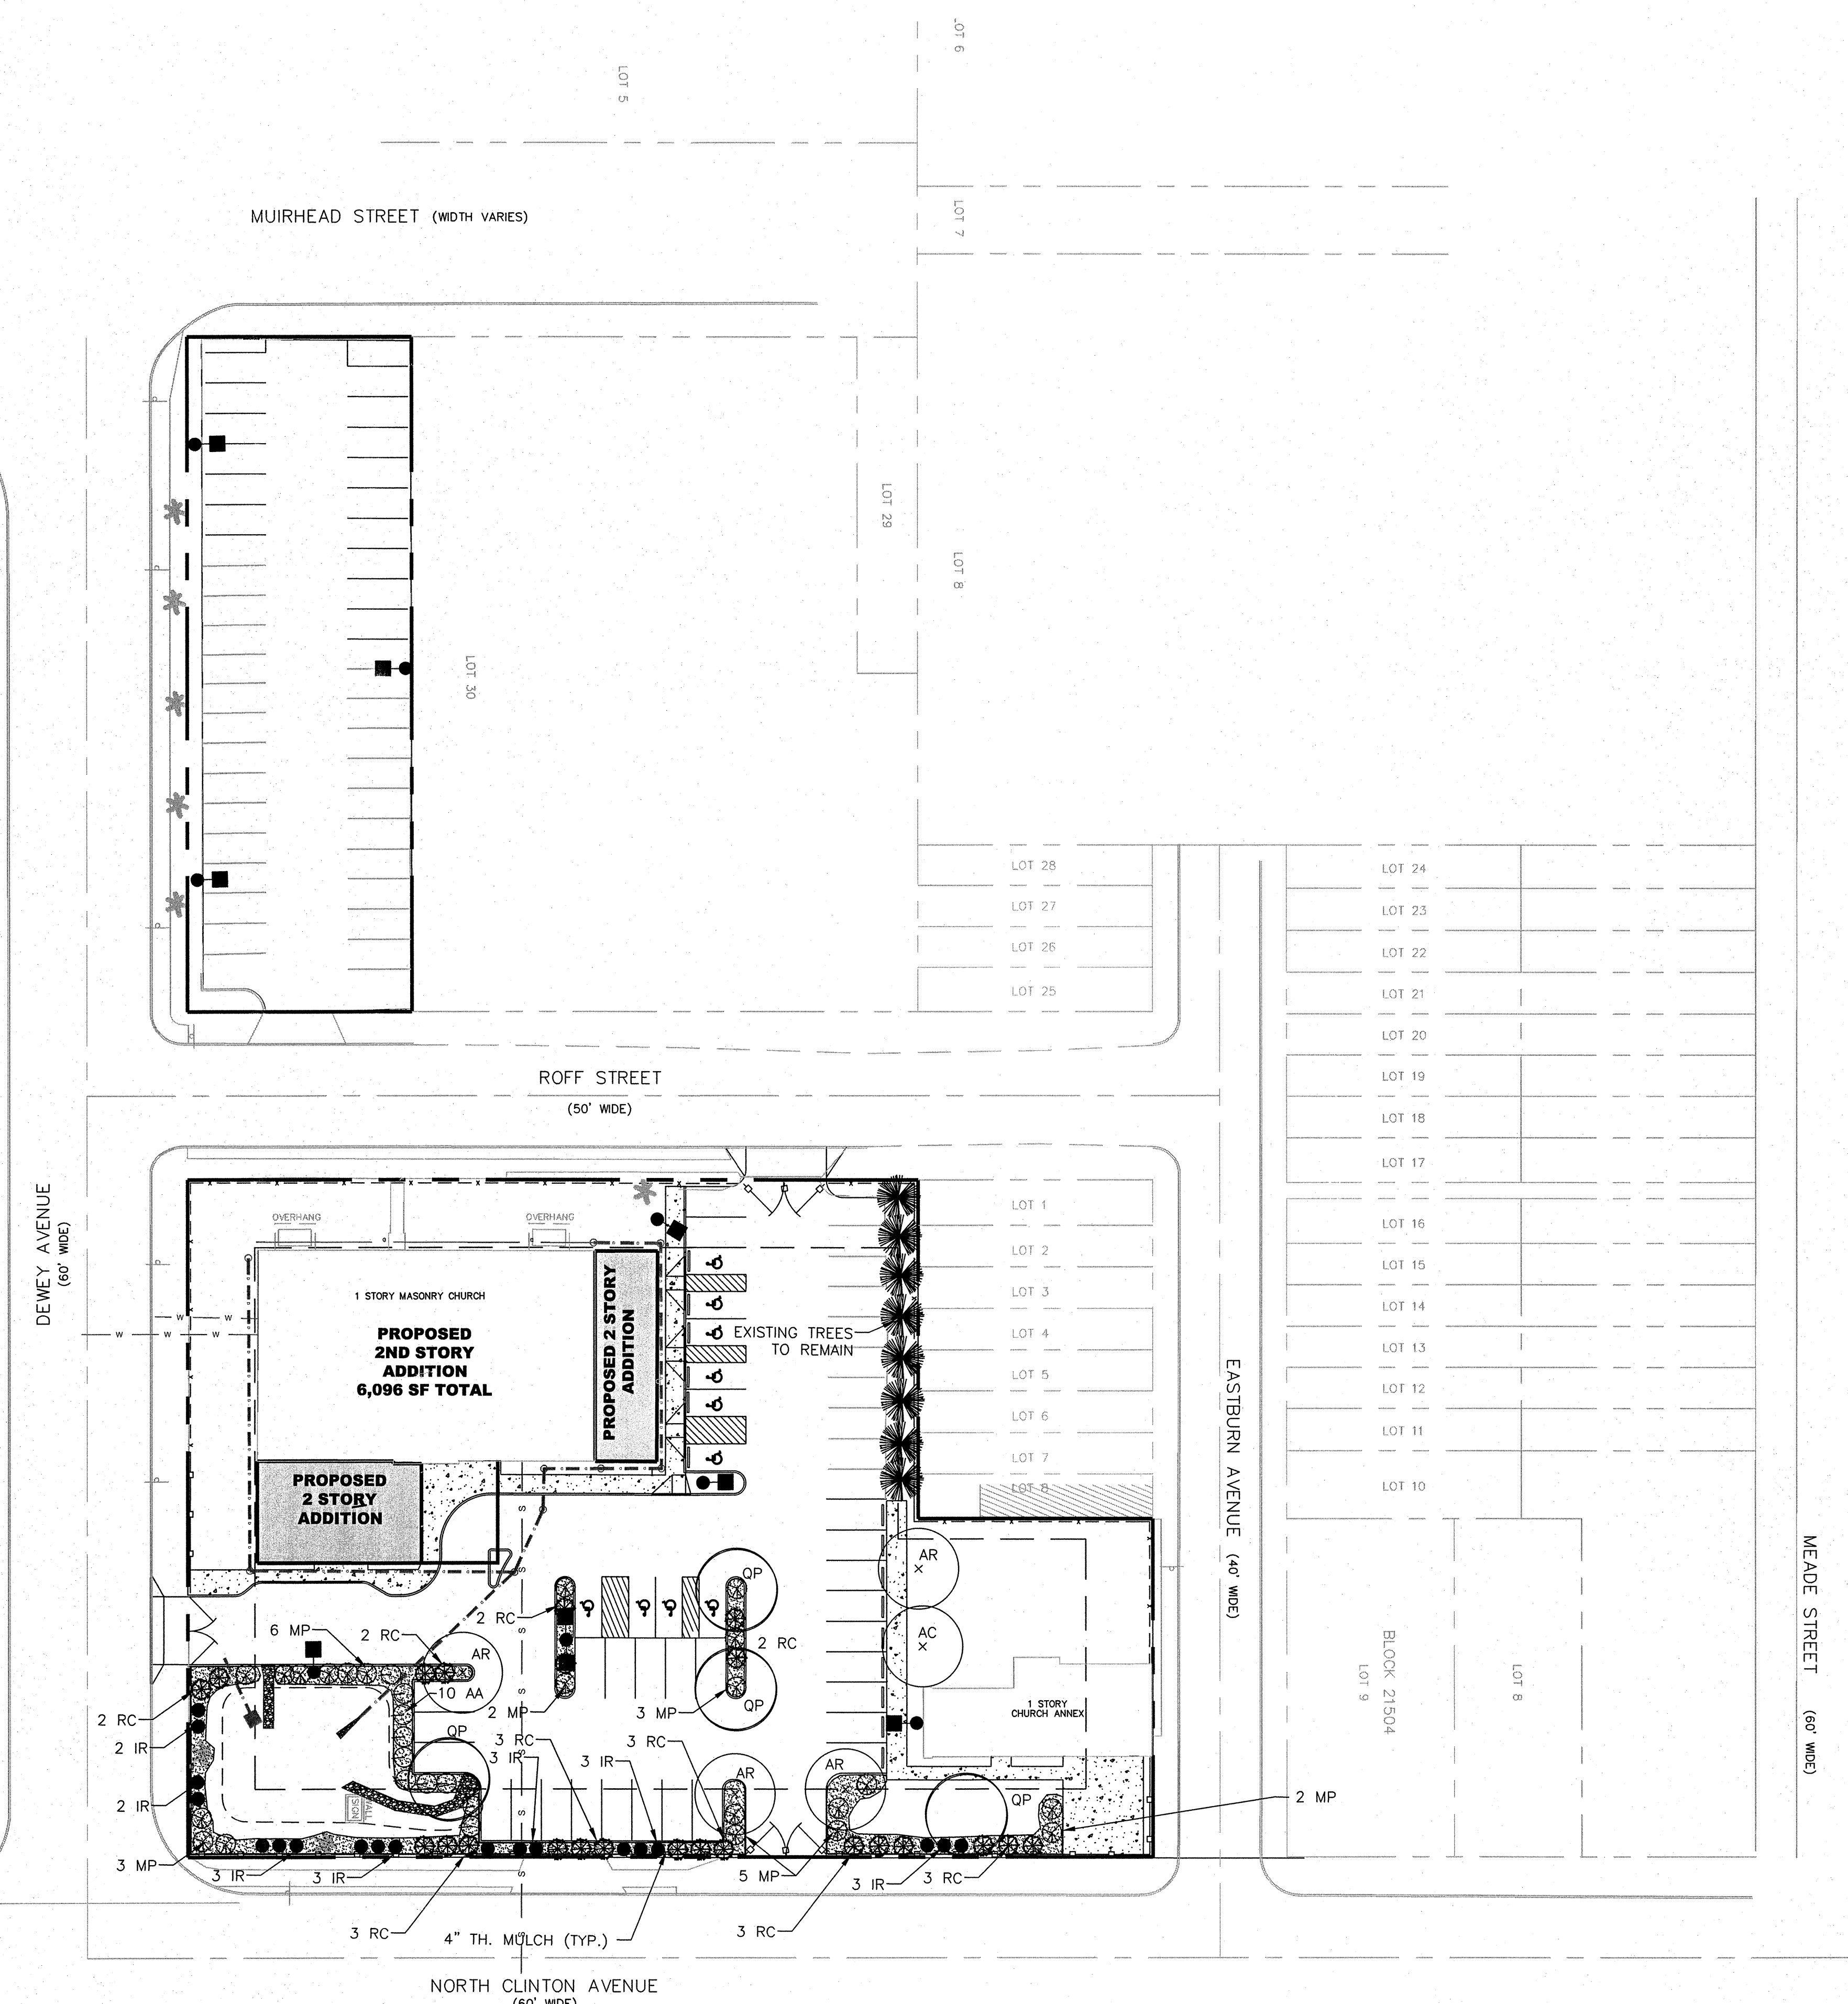 LOT 6
LOT 5
MUIRHEAD STREET (WIDTH VARIES)
LOT 7
LOT 29
LOT 8
LOT 30
LOT 28
LOT 27
LOT 26
LOT 25
LOT 24
LOT 23
LOT 22
LOT 21
LOT 20
LOT 19
LOT 18
LOT 17
LOT 16
LOT 15
LOT 14
LOT 13
LOT 12
LOT 11
LOT 10
ROFF STREET
(50' WIDE)
DEWEY AVENUE
(60' WIDE)
OVERHANG
OVERHANG
1 STORY MASONRY CHURCH
PROPOSED
2ND STORY
ADDITION
6,096 SF TOTAL
PROPOSED 2 STORY
ADDITION
PROPOSED
2 STORY
ADDITION
EXISTING TREES
TO REMAIN
LOT 1
LOT 2
LOT 3
LOT 4
LOT 5
LOT 6
LOT 7
LOT 8
EASTBURN AVENUE (40' WIDE)
MEADE STREET (60' WIDE)
BLOCK 21504
LOT 9
LOT 8
W W
W W W
S
S
S
S
S
S
S
AR
AC
QP
2 RC
6 MP
2 RC
AR
2 RC
10 AA
2 MP
3 MP
QP
2 RC
2 IR
QP
3 RC
3 IR
3 RC
3 IR
AR
AR
QP
2 MP
2 IR
WALL
SIGN
1 STORY
CHURCH ANNEX
3 MP
3 IR
3 IR
5 MP
3 IR
3 RC
3 RC
4" TH. MULCH (TYP.)
3 RC
NORTH CLINTON AVENUE
(60' WIDE)